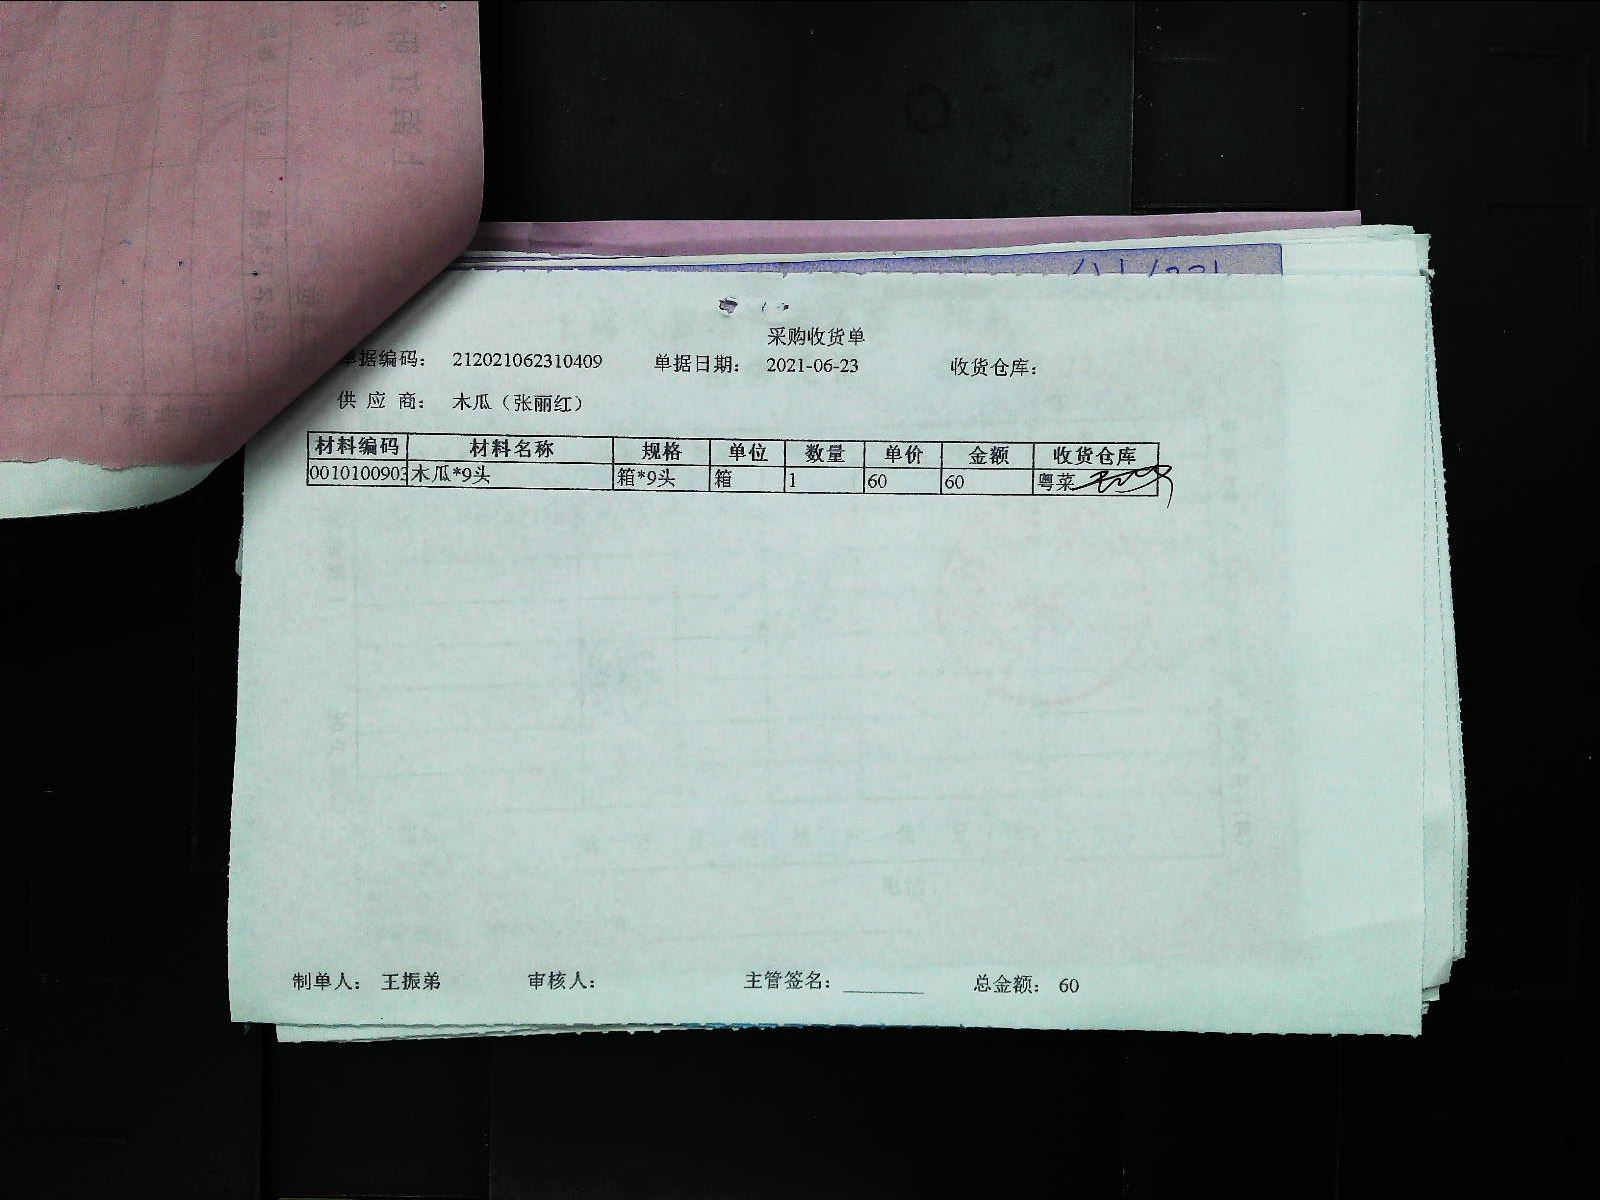 采购收货单
单据编码： 212021062310409 单据日期： 2021-06-23 收货仓库：
供 应 商： 木瓜（张丽红）
材料编码 材料名称 规格 单位 数量 单价 金额 收货仓库
0010100903 木瓜*9头 箱*9头 箱 1 60 60 粤菜
制单人： 王振弟 审核人： 主管签名： 总金额： 60